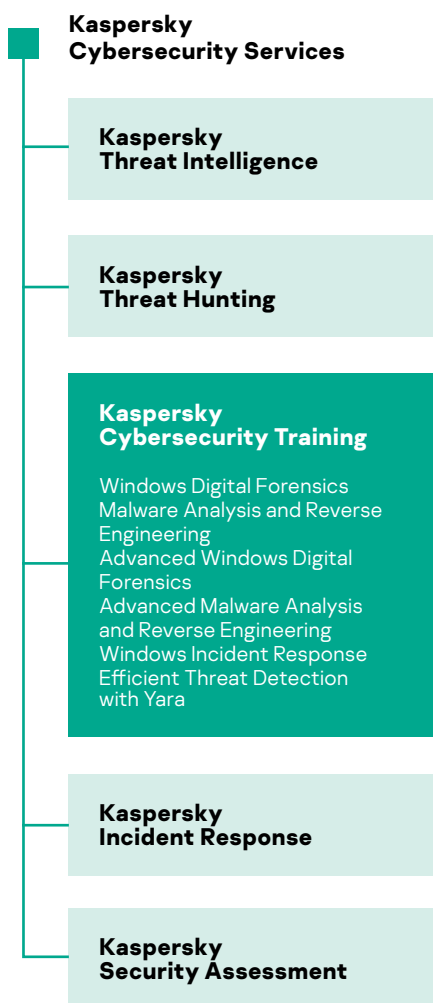 Kaspersky
Cybersecurity Services
Kaspersky
Threat Intelligence
Kaspersky
Threat Hunting
Kaspersky
Cybersecurity Training
Windows Digital Forensics
Malware Analysis and Reverse
Engineering
Advanced Windows Digital
Forensics
Advanced Malware Analysis
and Reverse Engineering
Windows Incident Response
Efficient Threat Detection
with Yara
Kaspersky
Incident Response
Kaspersky
Security Assessment